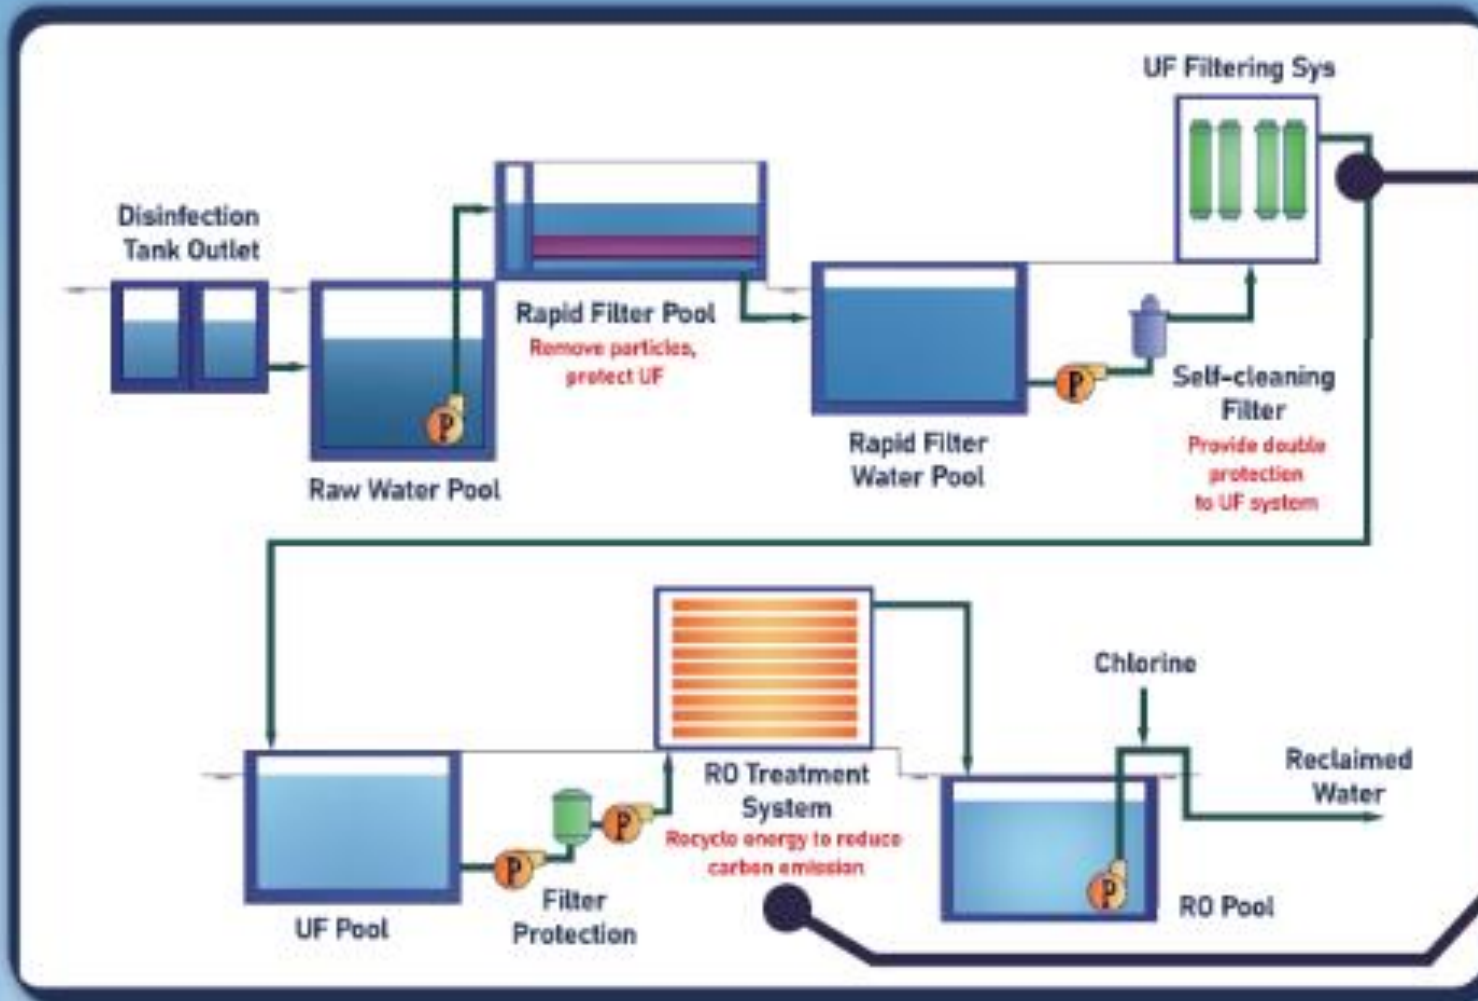 UF Filtering Sys
Disinfection
Tank Outlet
Rapid Filter Pool
Remove particles,
protect UF
P
Raw Water Pool
P
Self-cleaning
Filter
Provide double
protection
to UF system
Rapid Filter
Water Pool
RO Treatment
System
Recycle energy to reduce
carbon emission
Chlorine
Reclaimed
Water
P
P
P
UF Pool
Filter
Protection
RO Pool